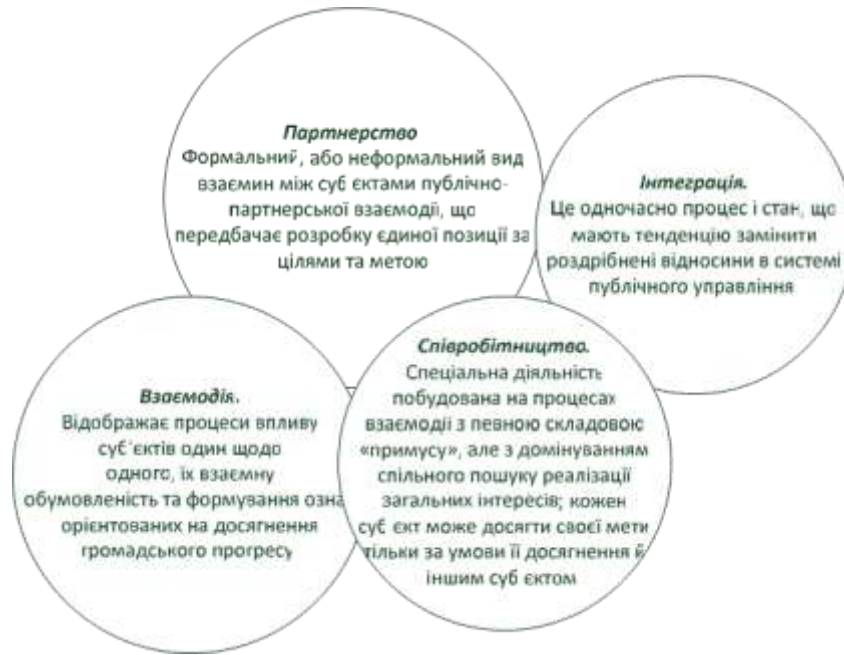 Партнерство
Формальний, або неформальний вид
взаємин між суб єктами публічно-
партнерської взаємодії, що
передбачає розробку єдиної позиції за
цілями та метою
Інтеграція.
Це одночасно процес і стан, що
мають тенденцію замінити
роздрібнені відносини в системі
публічного управління
Взаємодія.
Відображає процеси впливу
суб'єктів один щодо
одного, їх взаємну
обумовленість та формування озна
орієнтованих на досягнення
громадського прогресу
Співробітництво.
Спеціальна діяльність
побудована на процесах
взаємодії з певною складовою
«примусу», але з домінуванням
спільного пошуку реалізації
загальних інтересів; кожен
суб єкт може досягти своєї мети
тільки за умови її досягнення й
іншим суб єктом